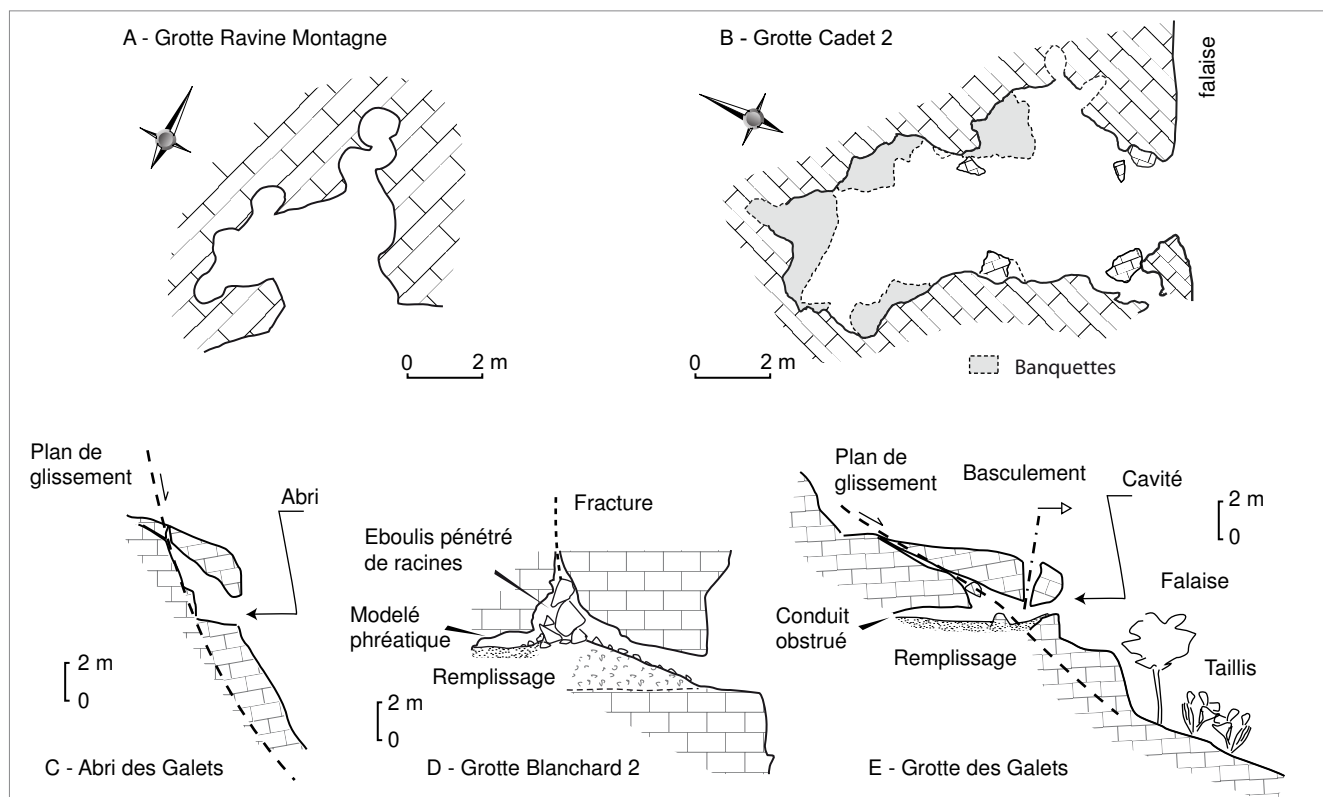 A - Grotte Ravine Montagne
B - Grotte Cadet 2
falaise
0 2 m
0 2 m
Banquettes
Plan de
glissement
Abri
2 m
0
C - Abri des Galets
Fracture
Eboulis pénétré
de racines
Modelé
phréatique
Remplissage
2 m
0
D - Grotte Blanchard 2
Plan de
glissement
Basculement
Cavité
2 m
0
Falaise
Conduit
obstrué
Remplissage
Taillis
E - Grotte des Galets